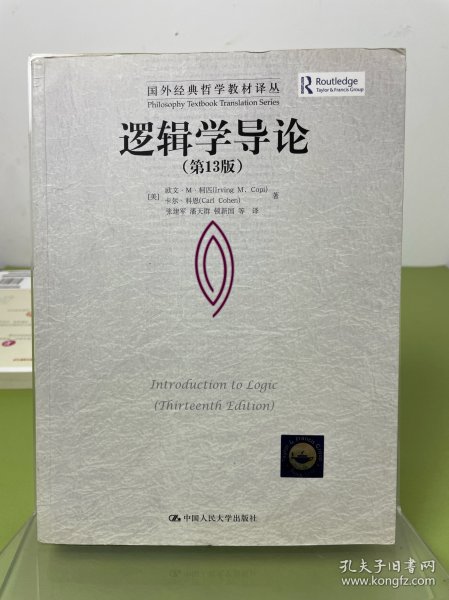 国外经典哲学教材译丛
Philosophy Textbook Translation Series
Routledge
Taylor & Francis Group
逻辑学导论
(第13版)
[美] 欧文·M·柯匹(Irving M. Copi)
卡尔·科恩(Carl Cohen) 著
张建军 潘天群 顿新国 等 译
Introduction to Logic
(Thirteenth Edition)
中国人民大学出版社
孔夫子旧书网
www.kongfz.com